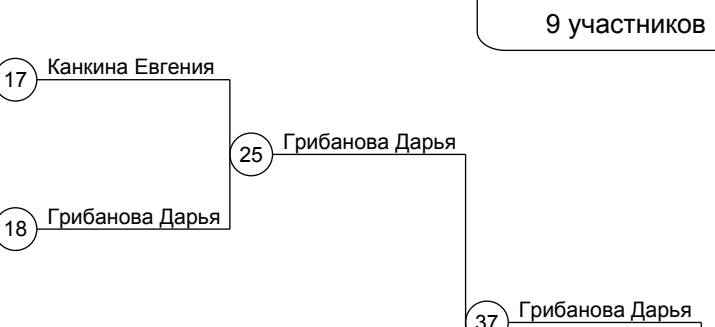 9 участников
17 Канкина Евгения
25 Грибанова Дарья
18 Грибанова Дарья
37 Грибанова Дарья